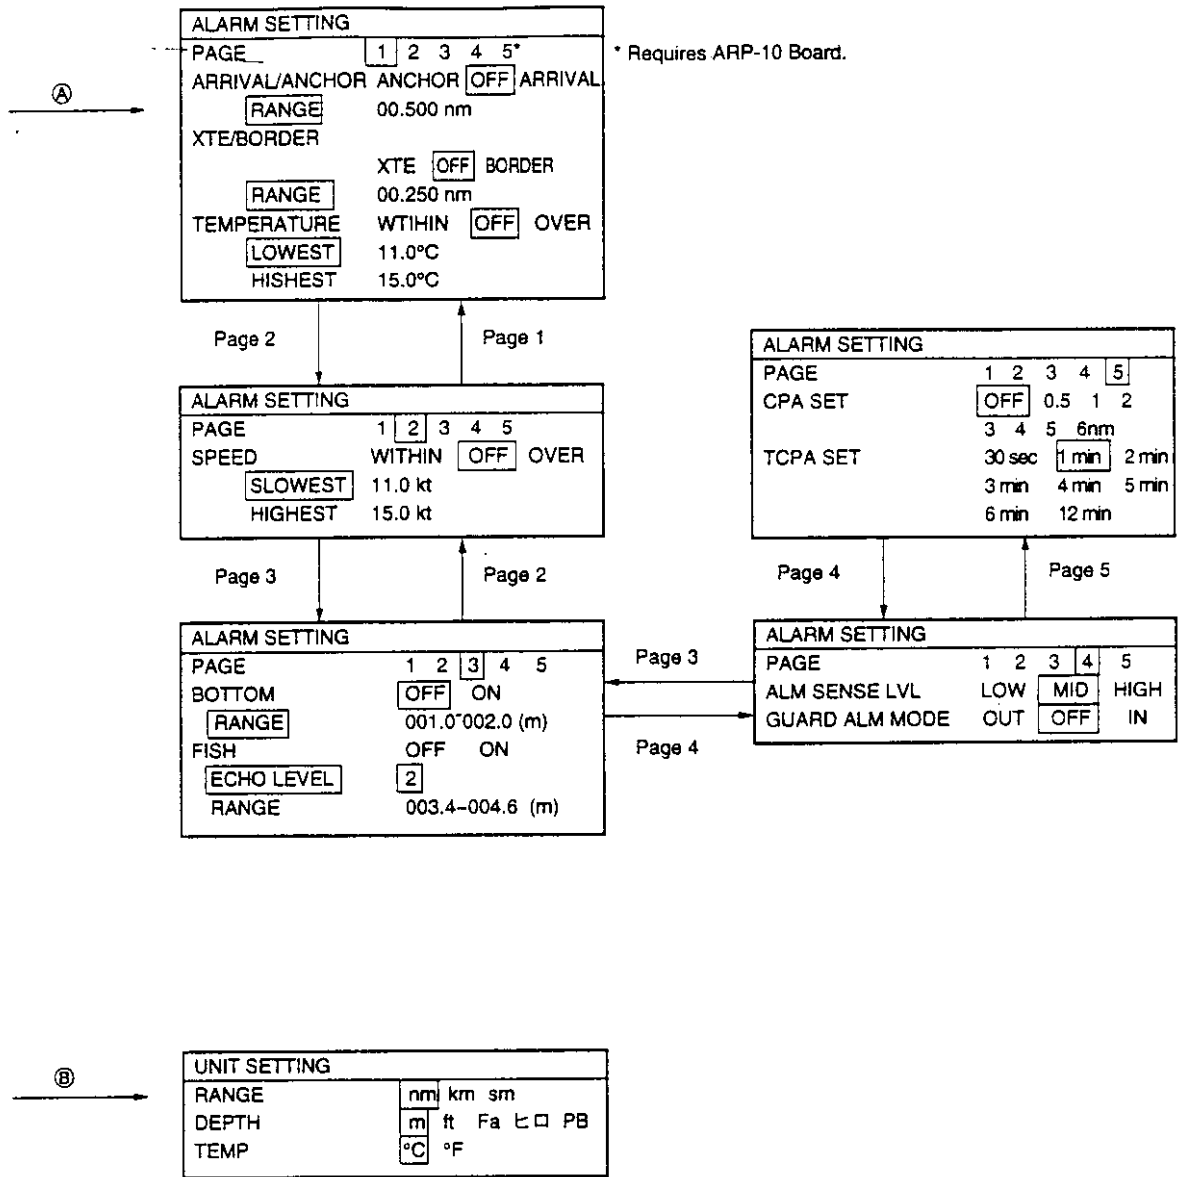 ALARM SETTING
PAGE 1 2 3 4 5*
* Requires ARP-10 Board.
ARRIVAL/ANCHOR ANCHOR OFF ARRIVAL
RANGE 00.500 nm
XTE/BORDER
XTE OFF BORDER
RANGE 00.250 nm
TEMPERATURE WTIHIN OFF OVER
LOWEST 11.0°C
HISHEST 15.0°C
Ⓐ
Page 2 Page 1
ALARM SETTING
PAGE 1 2 3 4 5
SPEED WITHIN OFF OVER
SLOWEST 11.0 kt
HIGHEST 15.0 kt
Page 3 Page 2
ALARM SETTING
PAGE 1 2 3 4 5
BOTTOM OFF ON
RANGE 001.0~002.0 (m)
FISH OFF ON
ECHO LEVEL 2
RANGE 003.4–004.6 (m)
Page 3
Page 4
ALARM SETTING
PAGE 1 2 3 4 5
CPA SET OFF 0.5 1 2
3 4 5 6nm
TCPA SET 30 sec 1 min 2 min
3 min 4 min 5 min
6 min 12 min
Page 4 Page 5
ALARM SETTING
PAGE 1 2 3 4 5
ALM SENSE LVL LOW MID HIGH
GUARD ALM MODE OUT OFF IN
Ⓑ
UNIT SETTING
RANGE nm km sm
DEPTH m ft Fa ヒロ PB
TEMP °C °F